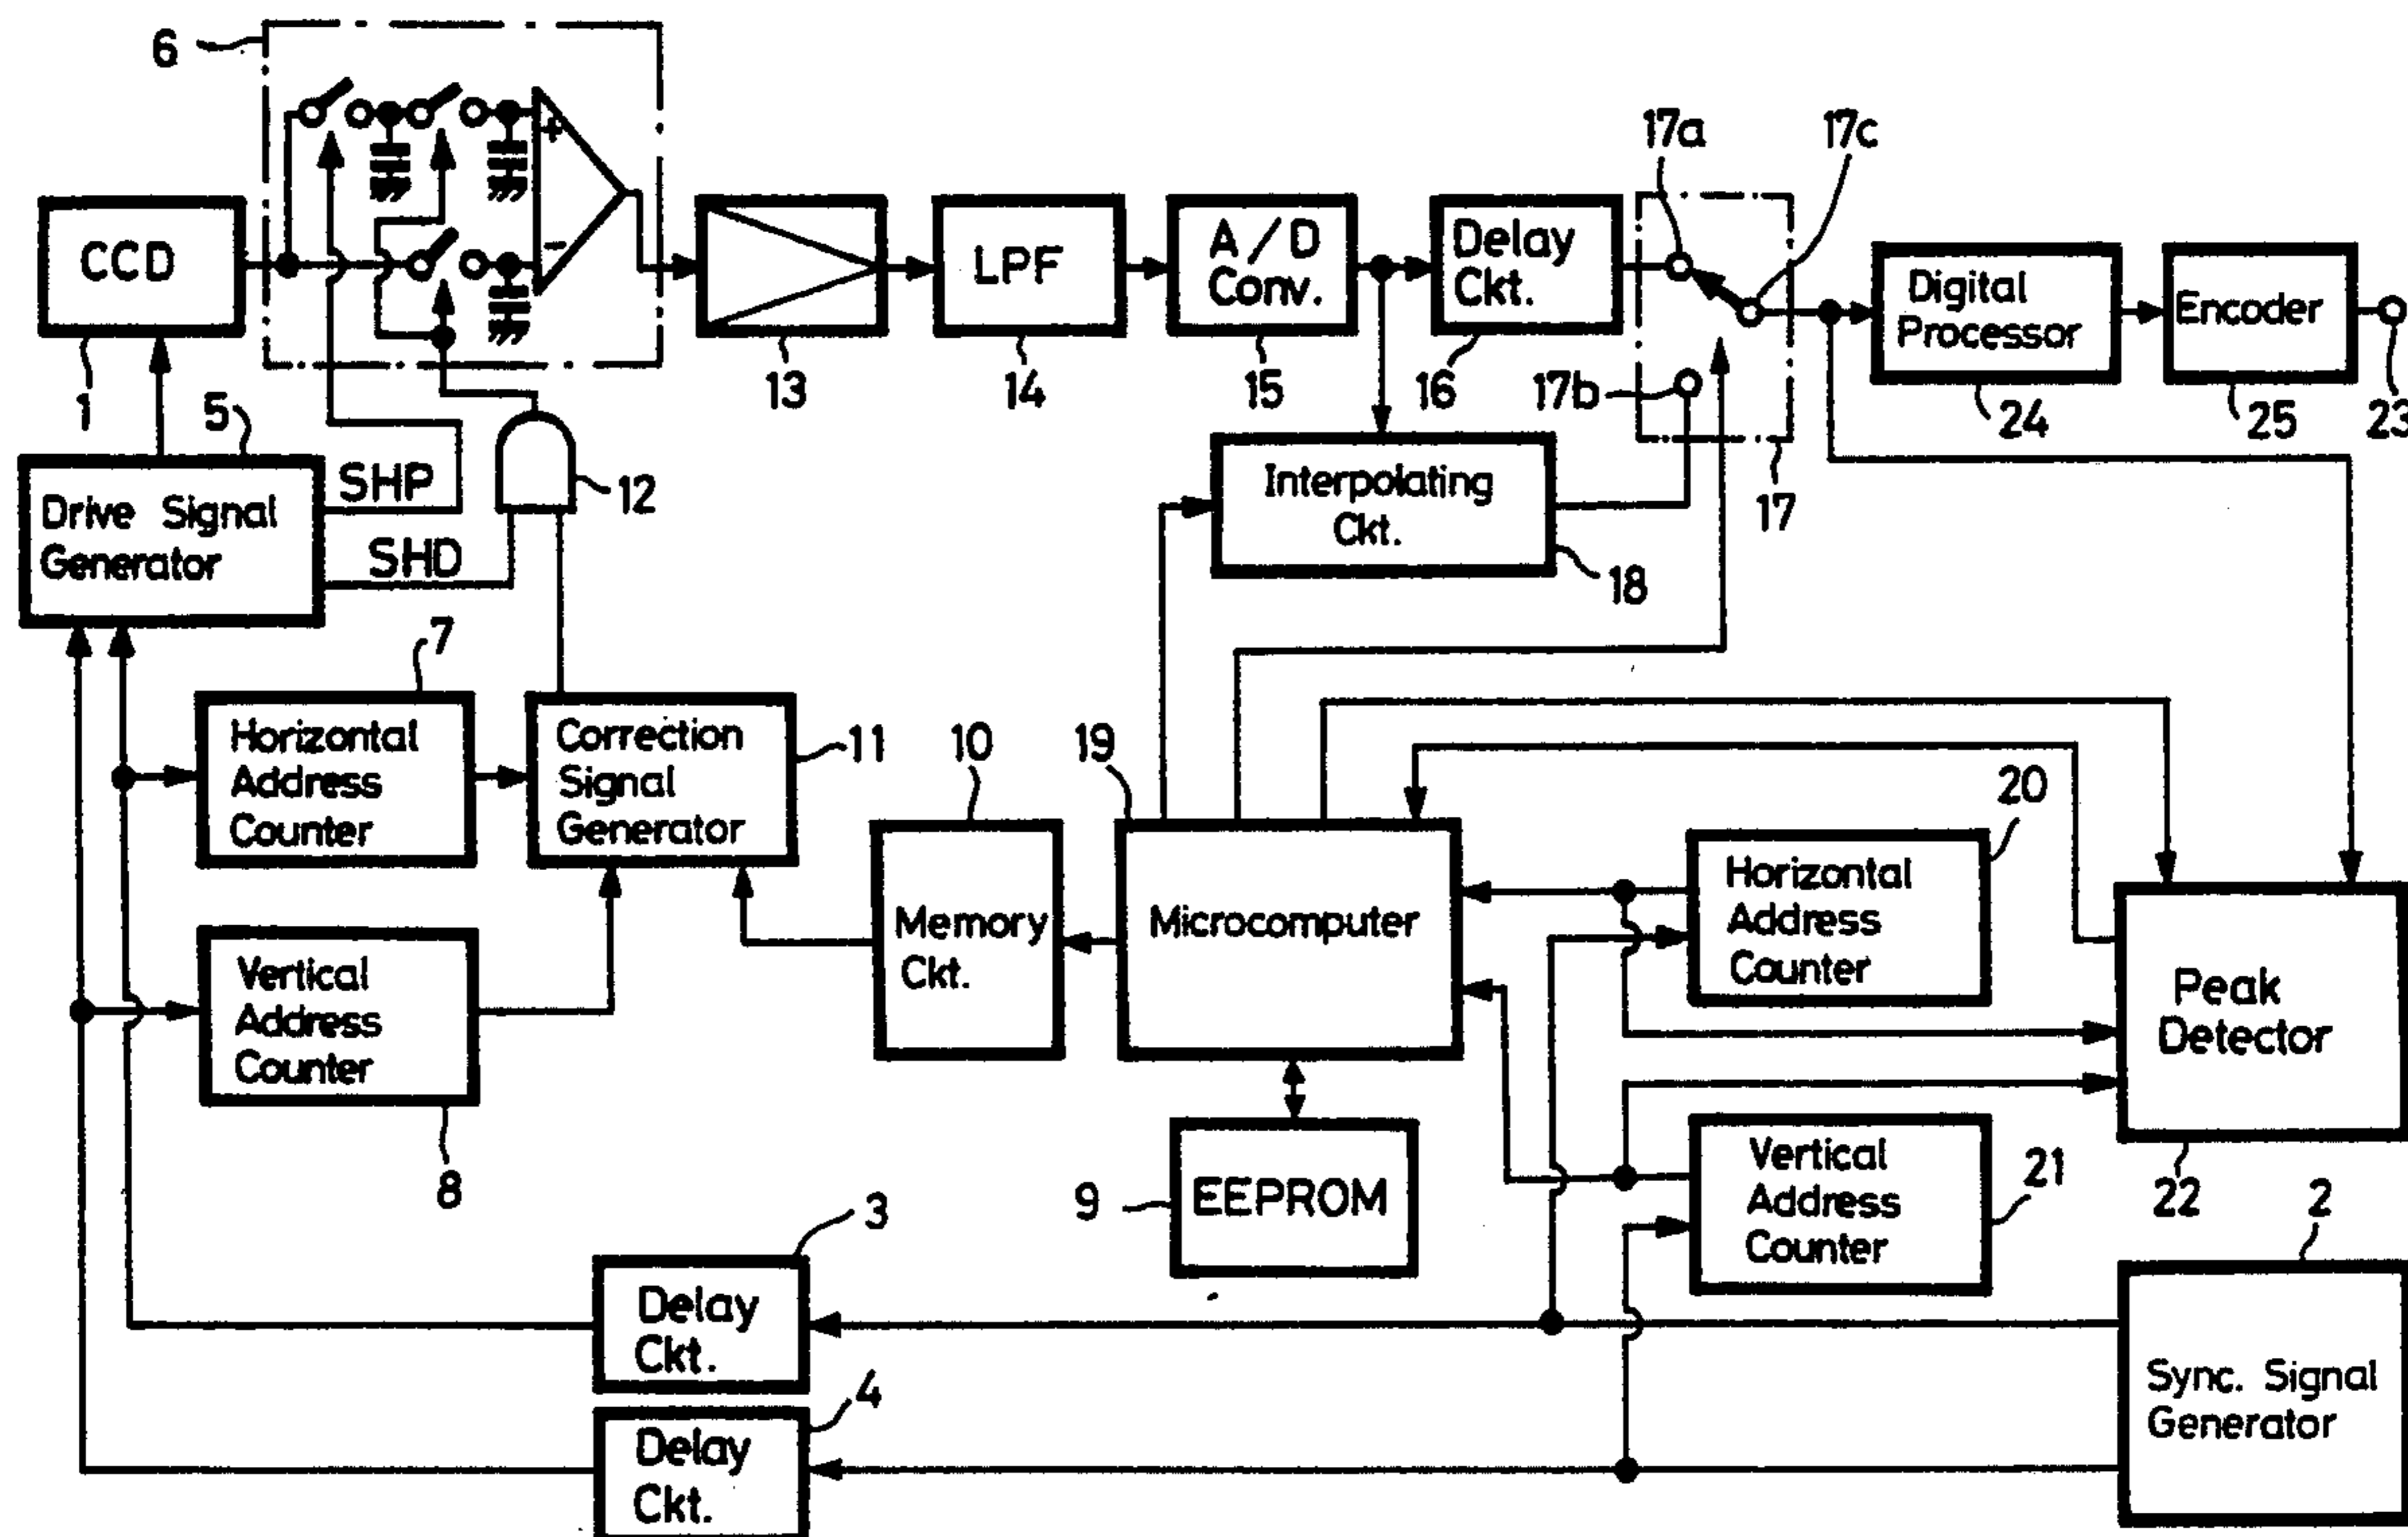 6
17a
17c
CCD
+
-
LPF
A/D
Conv.
Delay
Ckt.
Digital
Processor
Encoder
1
5
13
14
15
16
17b
24
25
23
SHP
12
Interpolating
Ckt.
17
Drive Signal
Generator
SHD
18
7
Horizontal
Address
Counter
Correction
Signal
Generator
11
10
19
20
Memory
Ckt.
Microcomputer
Horizontal
Address
Counter
Vertical
Address
Counter
Peak
Detector
8
9
EEPROM
Vertical
Address
Counter
21
22
2
3
Delay
Ckt.
4
Delay
Ckt.
Sync. Signal
Generator